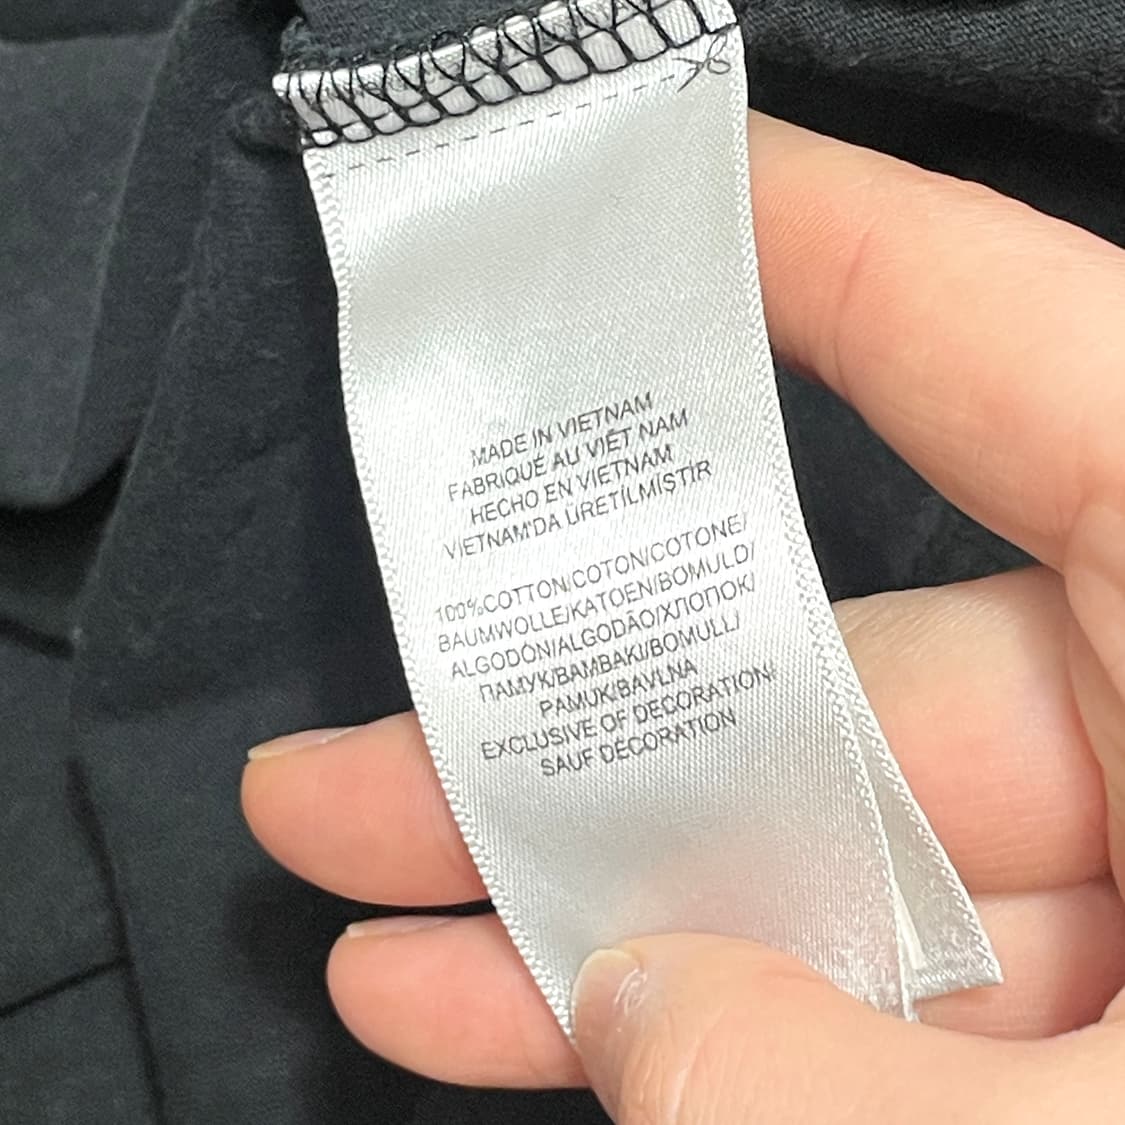 MADE IN VIETNAM
FABRIQUÉ AU VIÊT NAM
HECHO EN VIETNAM
VIETNAM'DA ÜRETİLMİŞTİR
100%COTTON/COTON/COTONE/
BAUMWOLLE/KATOEN/BOMULD/
ALGODÓN/ALGODÃO/ХЛОПОК/
ПАМУК/BAMBAKI/BOMULL/
PAMUK/BAVLNA
EXCLUSIVE OF DECORATION/
SAUF DÉCORATION